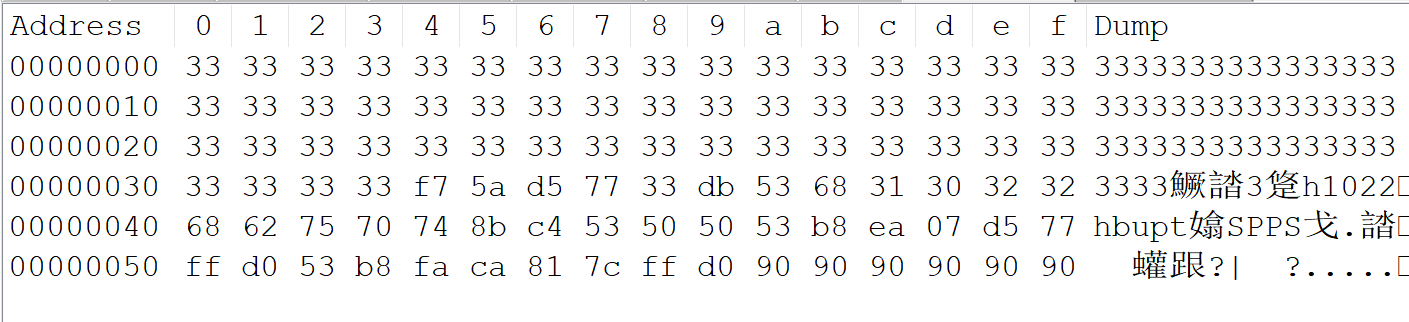 Address 0 1 2 3 4 5 6 7 8 9 a b c d e f Dump
00000000 33 33 33 33 33 33 33 33 33 33 33 33 33 33 33 33 3333333333333333
00000010 33 33 33 33 33 33 33 33 33 33 33 33 33 33 33 33 3333333333333333
00000020 33 33 33 33 33 33 33 33 33 33 33 33 33 33 33 33 3333333333333333
00000030 33 33 33 33 f7 5a d5 77 33 db 53 68 31 30 32 32 3333鱖諎3跫h1022□
00000040 68 62 75 70 74 8b c4 53 50 50 53 b8 ea 07 d5 77 hbupt嬆SPPS戈.諎□
00000050 ff d0 53 b8 fa ca 81 7c ff d0 90 90 90 90 90 90 蠸跟?| ?.....□